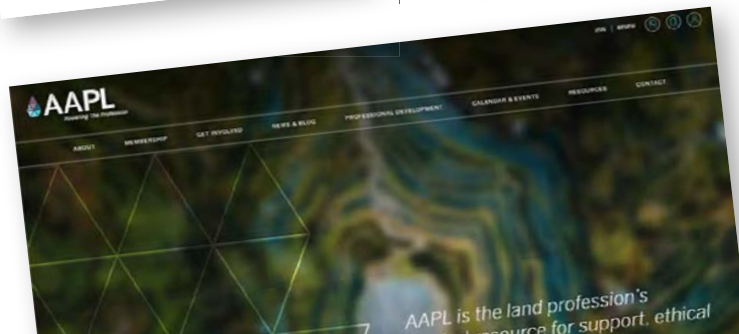 JOIN | RENEW
AAPL
Powering The Profession
ABOUT
MEMBERSHIP
GET INVOLVED
NEWS & BLOG
PROFESSIONAL DEVELOPMENT
CALENDAR & EVENTS
RESOURCES
CONTACT
AAPL is the land profession's
resource for support, ethical